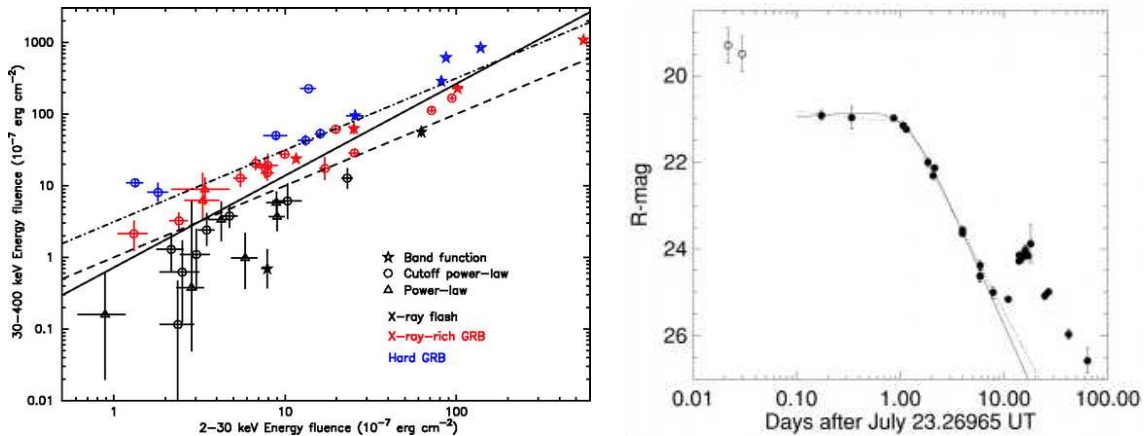 30-400 keV Energy fluence (10⁻⁷ erg cm⁻²)
1000
100
10
1
0.1
0.01
Band function
Cutoff power-law
Power-law
X-ray flash
X-ray-rich GRB
Hard GRB
1
10
100
2-30 keV Energy fluence (10⁻⁷ erg cm⁻²)
R-mag
20
22
24
26
0.01
0.10
1.00
10.00
100.00
Days after July 23.26965 UT